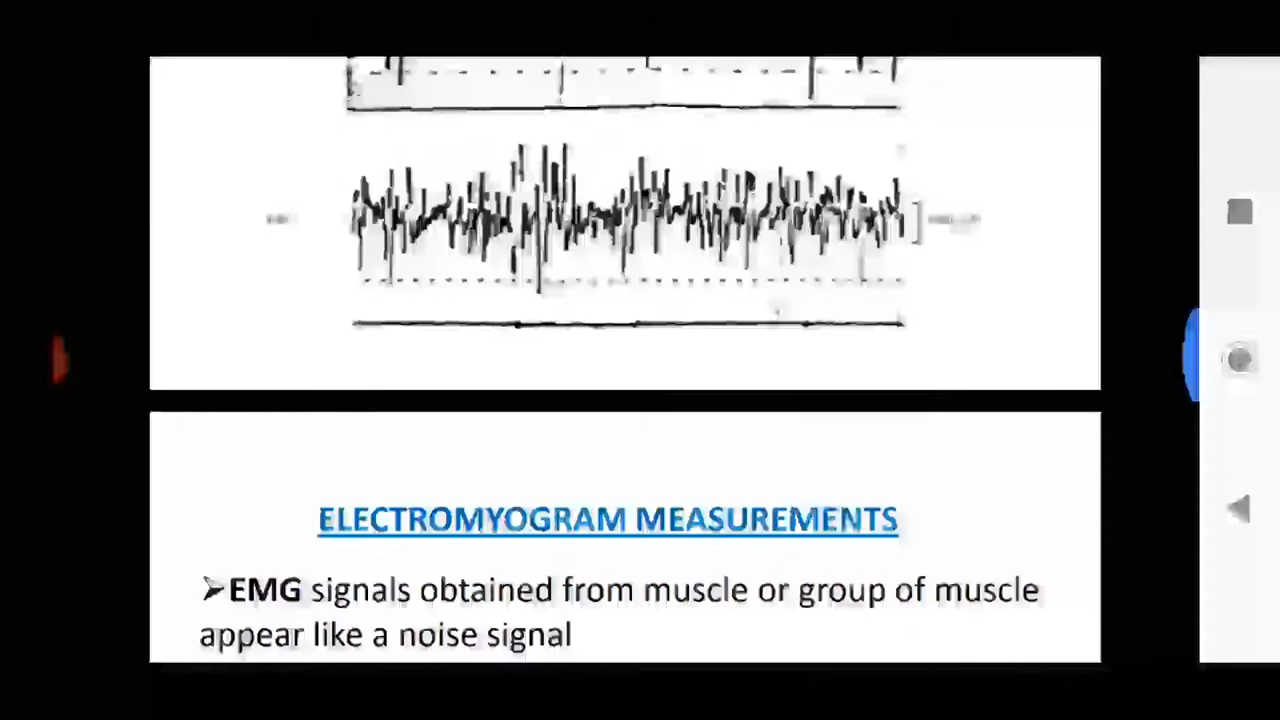 ELECTROMYOGRAM MEASUREMENTS
➢EMG signals obtained from muscle or group of muscle
appear like a noise signal